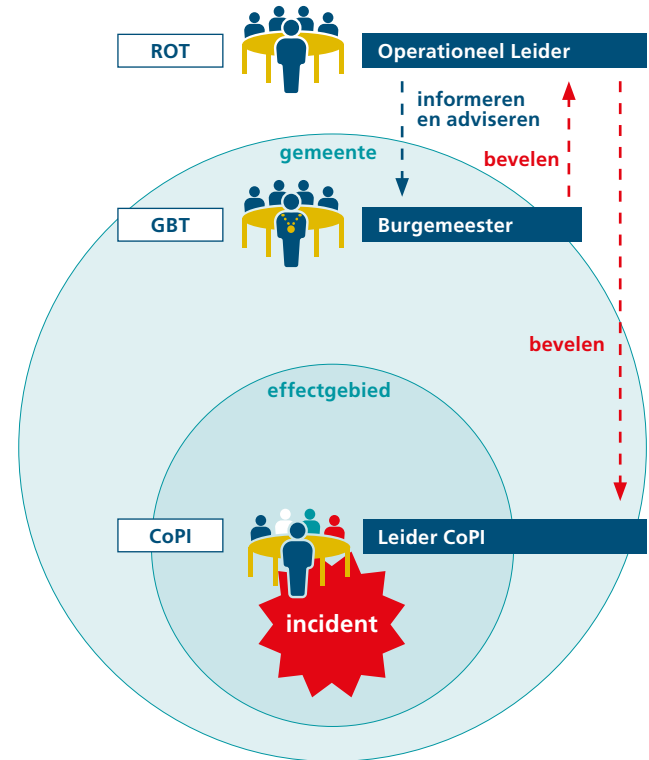 ROT
Operationeel Leider
informeren
en adviseren
gemeente
bevelen
GBT
Burgemeester
bevelen
effectgebied
CoPI
Leider CoPI
incident